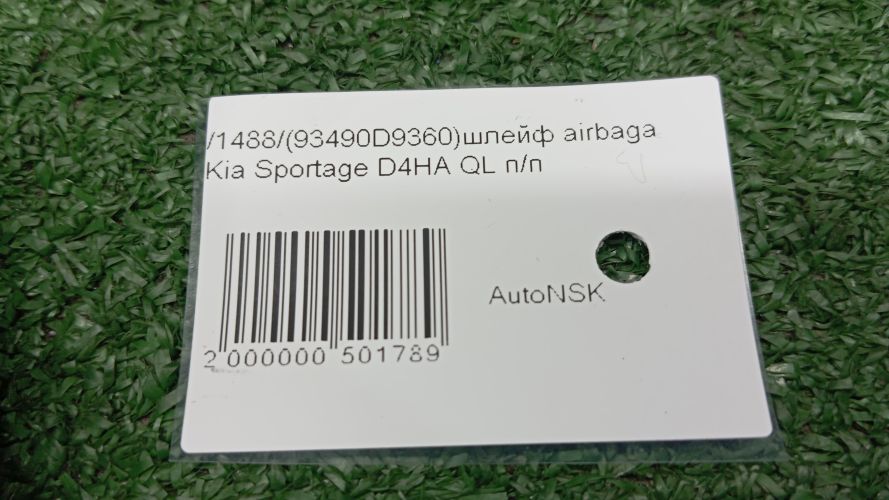 /1488/(93490D9360)шлейф airbaga
Kia Sportage D4HA QL п/п
AutoNSK
2 000000 501789